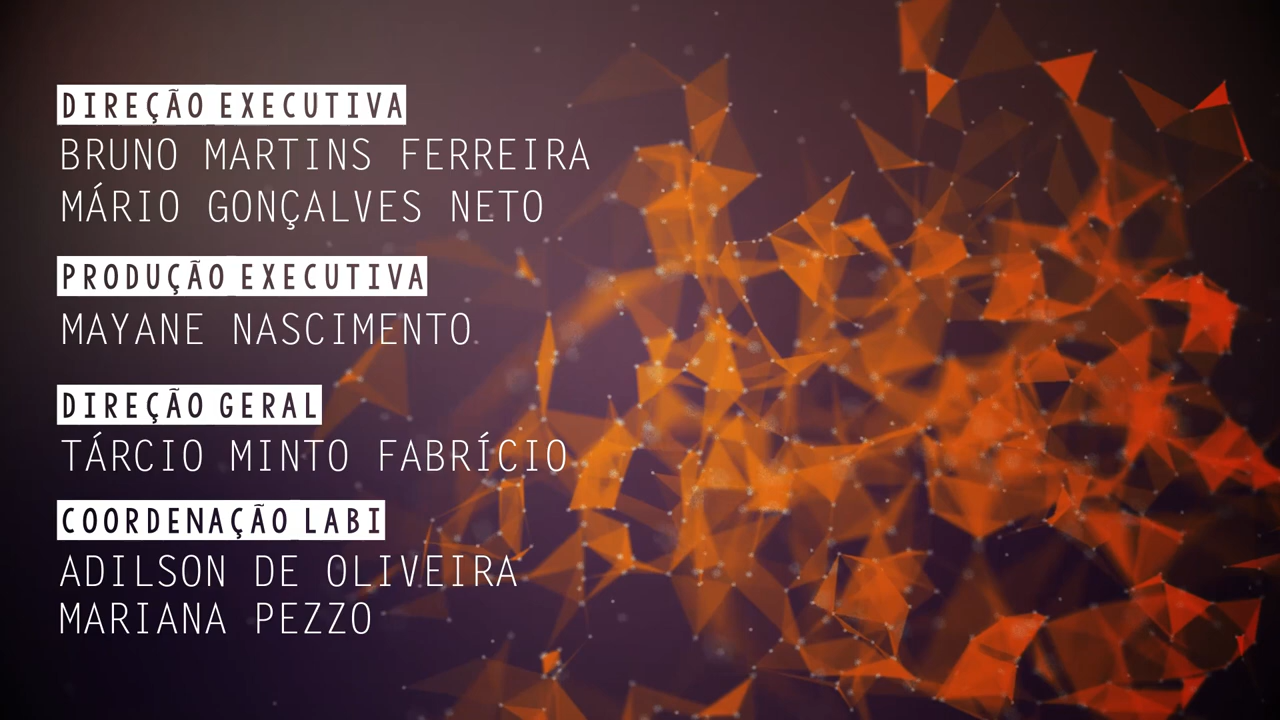 DIREÇÃO EXECUTIVA
BRUNO MARTINS FERREIRA
MÁRIO GONÇALVES NETO
PRODUÇÃO EXECUTIVA
MAYANE NASCIMENTO
DIREÇÃO GERAL
TÁRCIO MINTO FABRÍCIO
COORDENAÇÃO LABI
ADILSON DE OLIVEIRA
MARIANA PEZZO